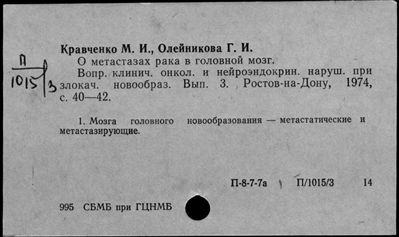 Кравченко М. И., Олейникова Г. И.
О метастазах рака в головной мозг.
Вопр. клинич. онкол. и нейроэндокрин. наруш. при
злокач. новообраз. Вып. 3. Ростов-на-Дону, 1974,
с. 40—42.
П
1015/3
1. Мозга головного новообразования — метастатические и
метастазирующие.
П-8-7-7а П/1015/3 14
995 СБМБ при ГЦНМБ